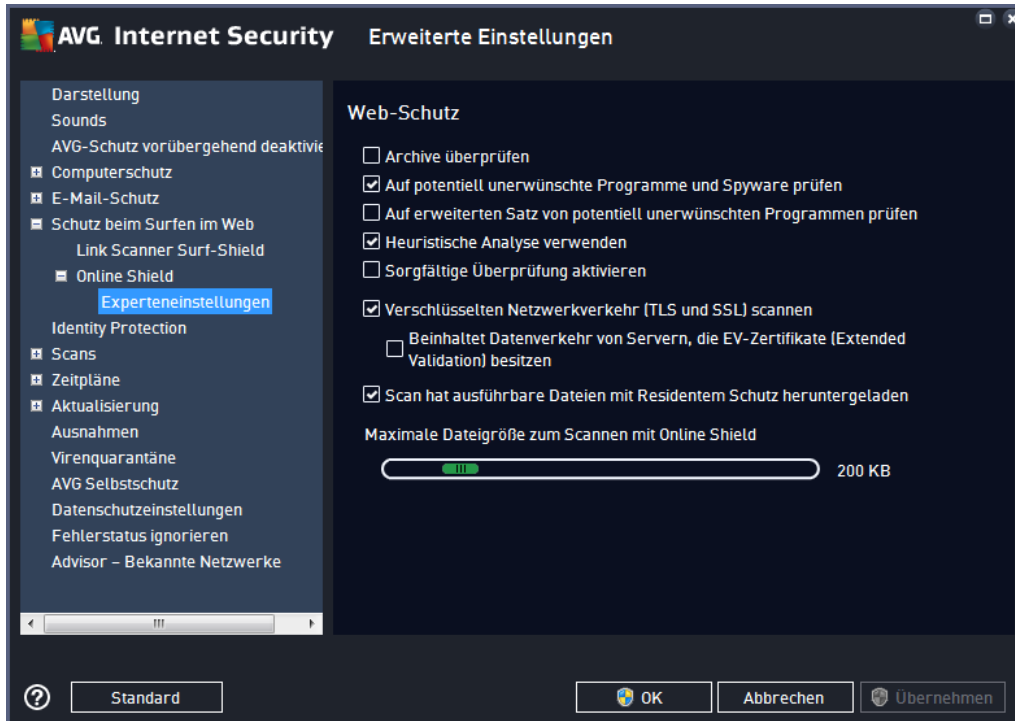 AVG. Internet Security Erweiterte Einstellungen
Darstellung
Sounds
AVG-Schutz vorübergehend deaktivie
Computerschutz
E-Mail-Schutz
Schutz beim Surfen im Web
Link Scanner Surf-Shield
Online Shield
Experteneinstellungen
Identity Protection
Scans
Zeitpläne
Aktualisierung
Ausnahmen
Virenquarantäne
AVG Selbstschutz
Datenschutzeinstellungen
Fehlerstatus ignorieren
Advisor – Bekannte Netzwerke
Web-Schutz
Archive überprüfen
Auf potentiell unerwünschte Programme und Spyware prüfen
Auf erweiterten Satz von potentiell unerwünschten Programmen prüfen
Heuristische Analyse verwenden
Sorgfältige Überprüfung aktivieren
Verschlüsselten Netzwerkverkehr (TLS und SSL) scannen
Beinhaltet Datenverkehr von Servern, die EV-Zertifikate (Extended
Validation) besitzen
Scan hat ausführbare Dateien mit Residentem Schutz heruntergeladen
Maximale Dateigröße zum Scannen mit Online Shield
200 KB
? Standard OK Abbrechen Übernehmen